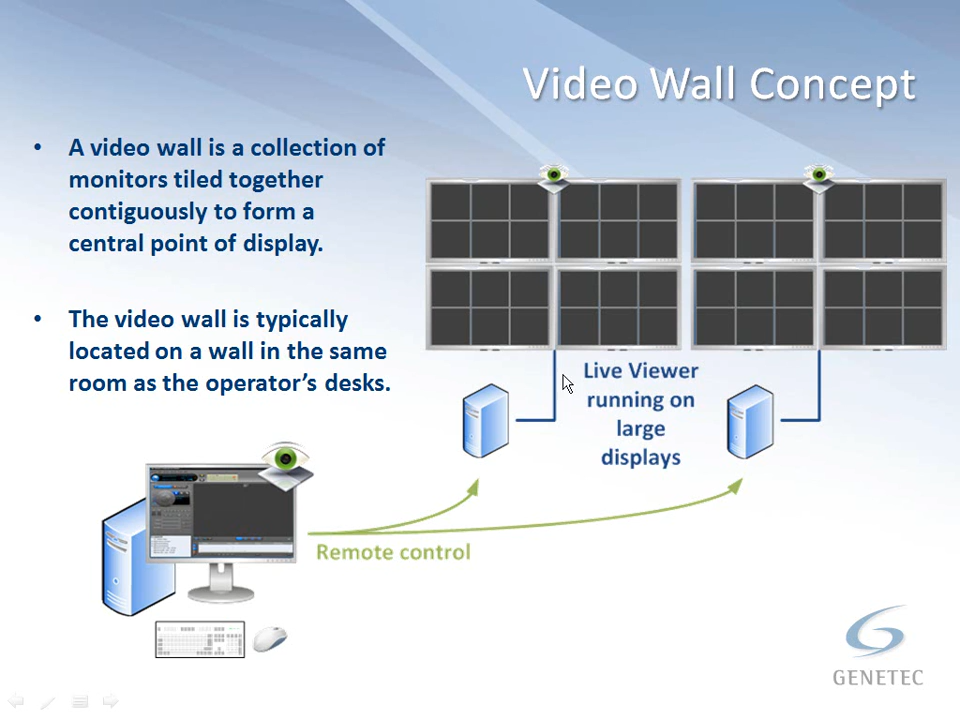 Video Wall Concept
• A video wall is a collection of
monitors tiled together
contiguously to form a
central point of display.
• The video wall is typically
located on a wall in the same
room as the operator’s desks.
Live Viewer
running on
large
displays
Remote control
GENETEC